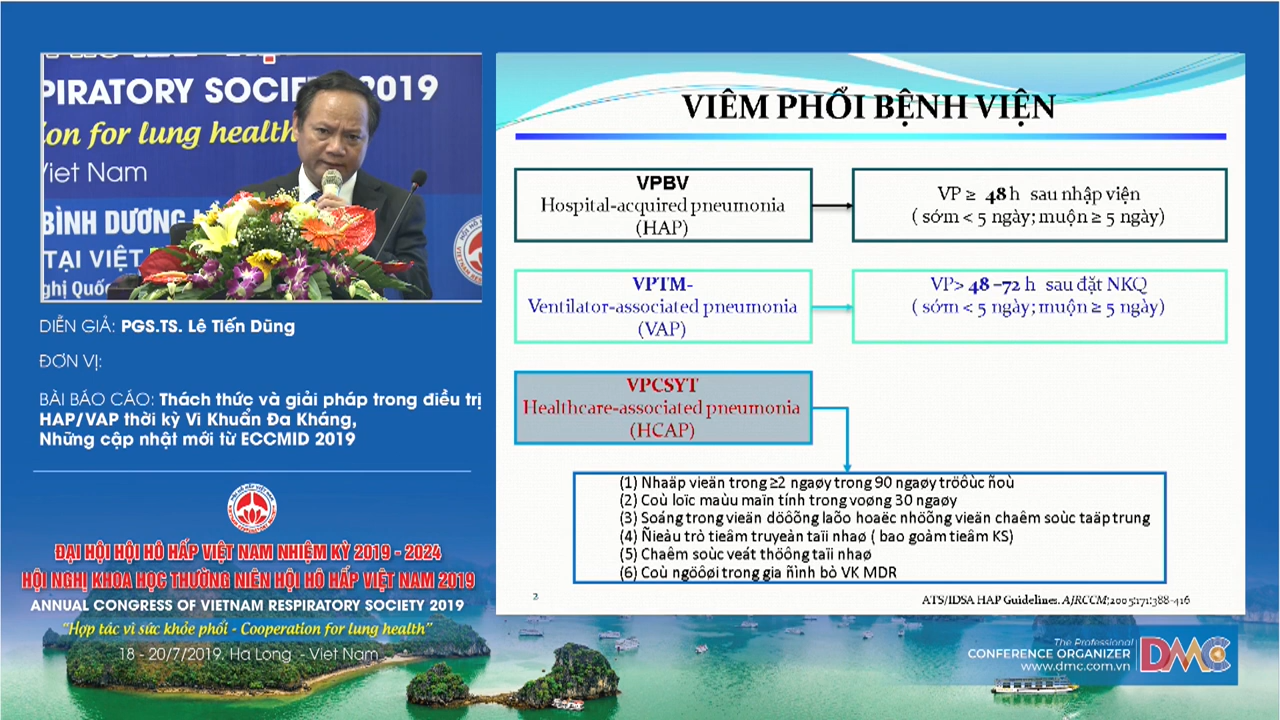 PIRATORY SOCIETY 2019
ion for lung health
Viet Nam
BÌNH DƯƠNG
TẠI VIỆT
ghị Quốc
DIỄN GIẢ: PGS.TS. Lê Tiến Dũng
ĐƠN VỊ:
BÀI BÁO CÁO: Thách thức và giải pháp trong điều trị
HAP/VAP thời kỳ Vi Khuẩn Đa Kháng,
Những cập nhật mới từ ECCMID 2019
ĐẠI HỘI HỘI HÔ HẤP VIỆT NAM NHIỆM KỲ 2019 - 2024
HỘI NGHỊ KHOA HỌC THƯỜNG NIÊN HỘI HÔ HẤP VIỆT NAM 2019
ANNUAL CONGRESS OF VIETNAM RESPIRATORY SOCIETY 2019
"Hợp tác vì sức khỏe phổi - Cooperation for lung health"
18 - 20/7/2019. Ha Long - Viet Nam
VIÊM PHỔI BỆNH VIỆN
VPBV
Hospital-acquired pneumonia
(HAP)
VP ≥ 48 h sau nhập viện
( sớm < 5 ngày; muộn ≥ 5 ngày)
VPTM-
Ventilator-associated pneumonia
(VAP)
VP> 48 –72 h sau đặt NKQ
( sớm < 5 ngày; muộn ≥ 5 ngày)
VPCSYT
Healthcare-associated pneumonia
(HCAP)
(1) Nhaäp vieän trong ≥2 ngaøy trong 90 ngaøy tröôùc ñoù
(2) Coù loïc maùu maïn tính trong voøng 30 ngaøy
(3) Soáng trong vieän döôõng laõo hoaëc nhöõng vieän chaêm soùc taäp trung
(4) Ñieàu trò tieâm truyeàn taïi nhaø ( bao goàm tieâm KS)
(5) Chaêm soùc veát thöông taïi nhaø
(6) Coù ngöôøi trong gia ñình bò VK MDR
2
ATS/IDSA HAP Guidelines. AJRCCM;2005;171:388-416
The Professional
CONFERENCE ORGANIZER
www.dmc.com.vn
DMC